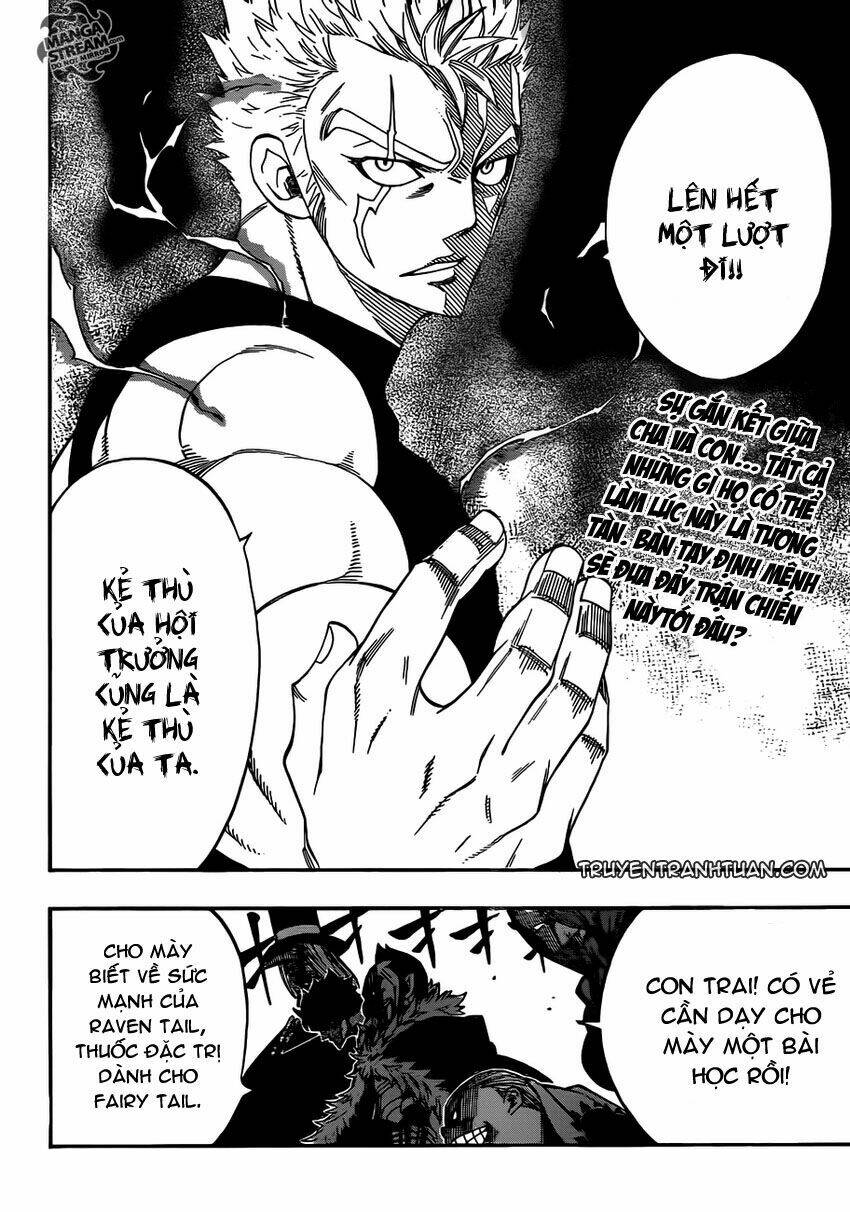 MANGA
STREAM.COM
LÊN HẾT
MỘT LƯỢT
ĐI!!
SỰ GẮN KẾT GIỮA
CHA VÀ CON... TẤT CẢ
NHỮNG GÌ HỌ CÓ THỂ
LÀM LÚC NÀY LÀ TƯƠNG
TÀN. BÀN TAY ĐỊNH MỆNH
SẼ ĐƯA ĐẨY TRẬN CHIẾN
NÀYTỚI ĐÂU?
KẺ THÙ
CỦA HỘI
TRƯỞNG
CŨNG LÀ
KẺ THÙ
CỦA TA.
TRUYENTRANHTUAN.COM
CON TRAI! CÓ VẺ
CẦN DẠY CHO
MÀY MỘT BÀI
HỌC RỒI!
CHO MÀY
BIẾT VỀ SỨC
MẠNH CỦA
RAVEN TAIL,
THUỐC ĐẶC TRỊ
DÀNH CHO
FAIRY TAIL.